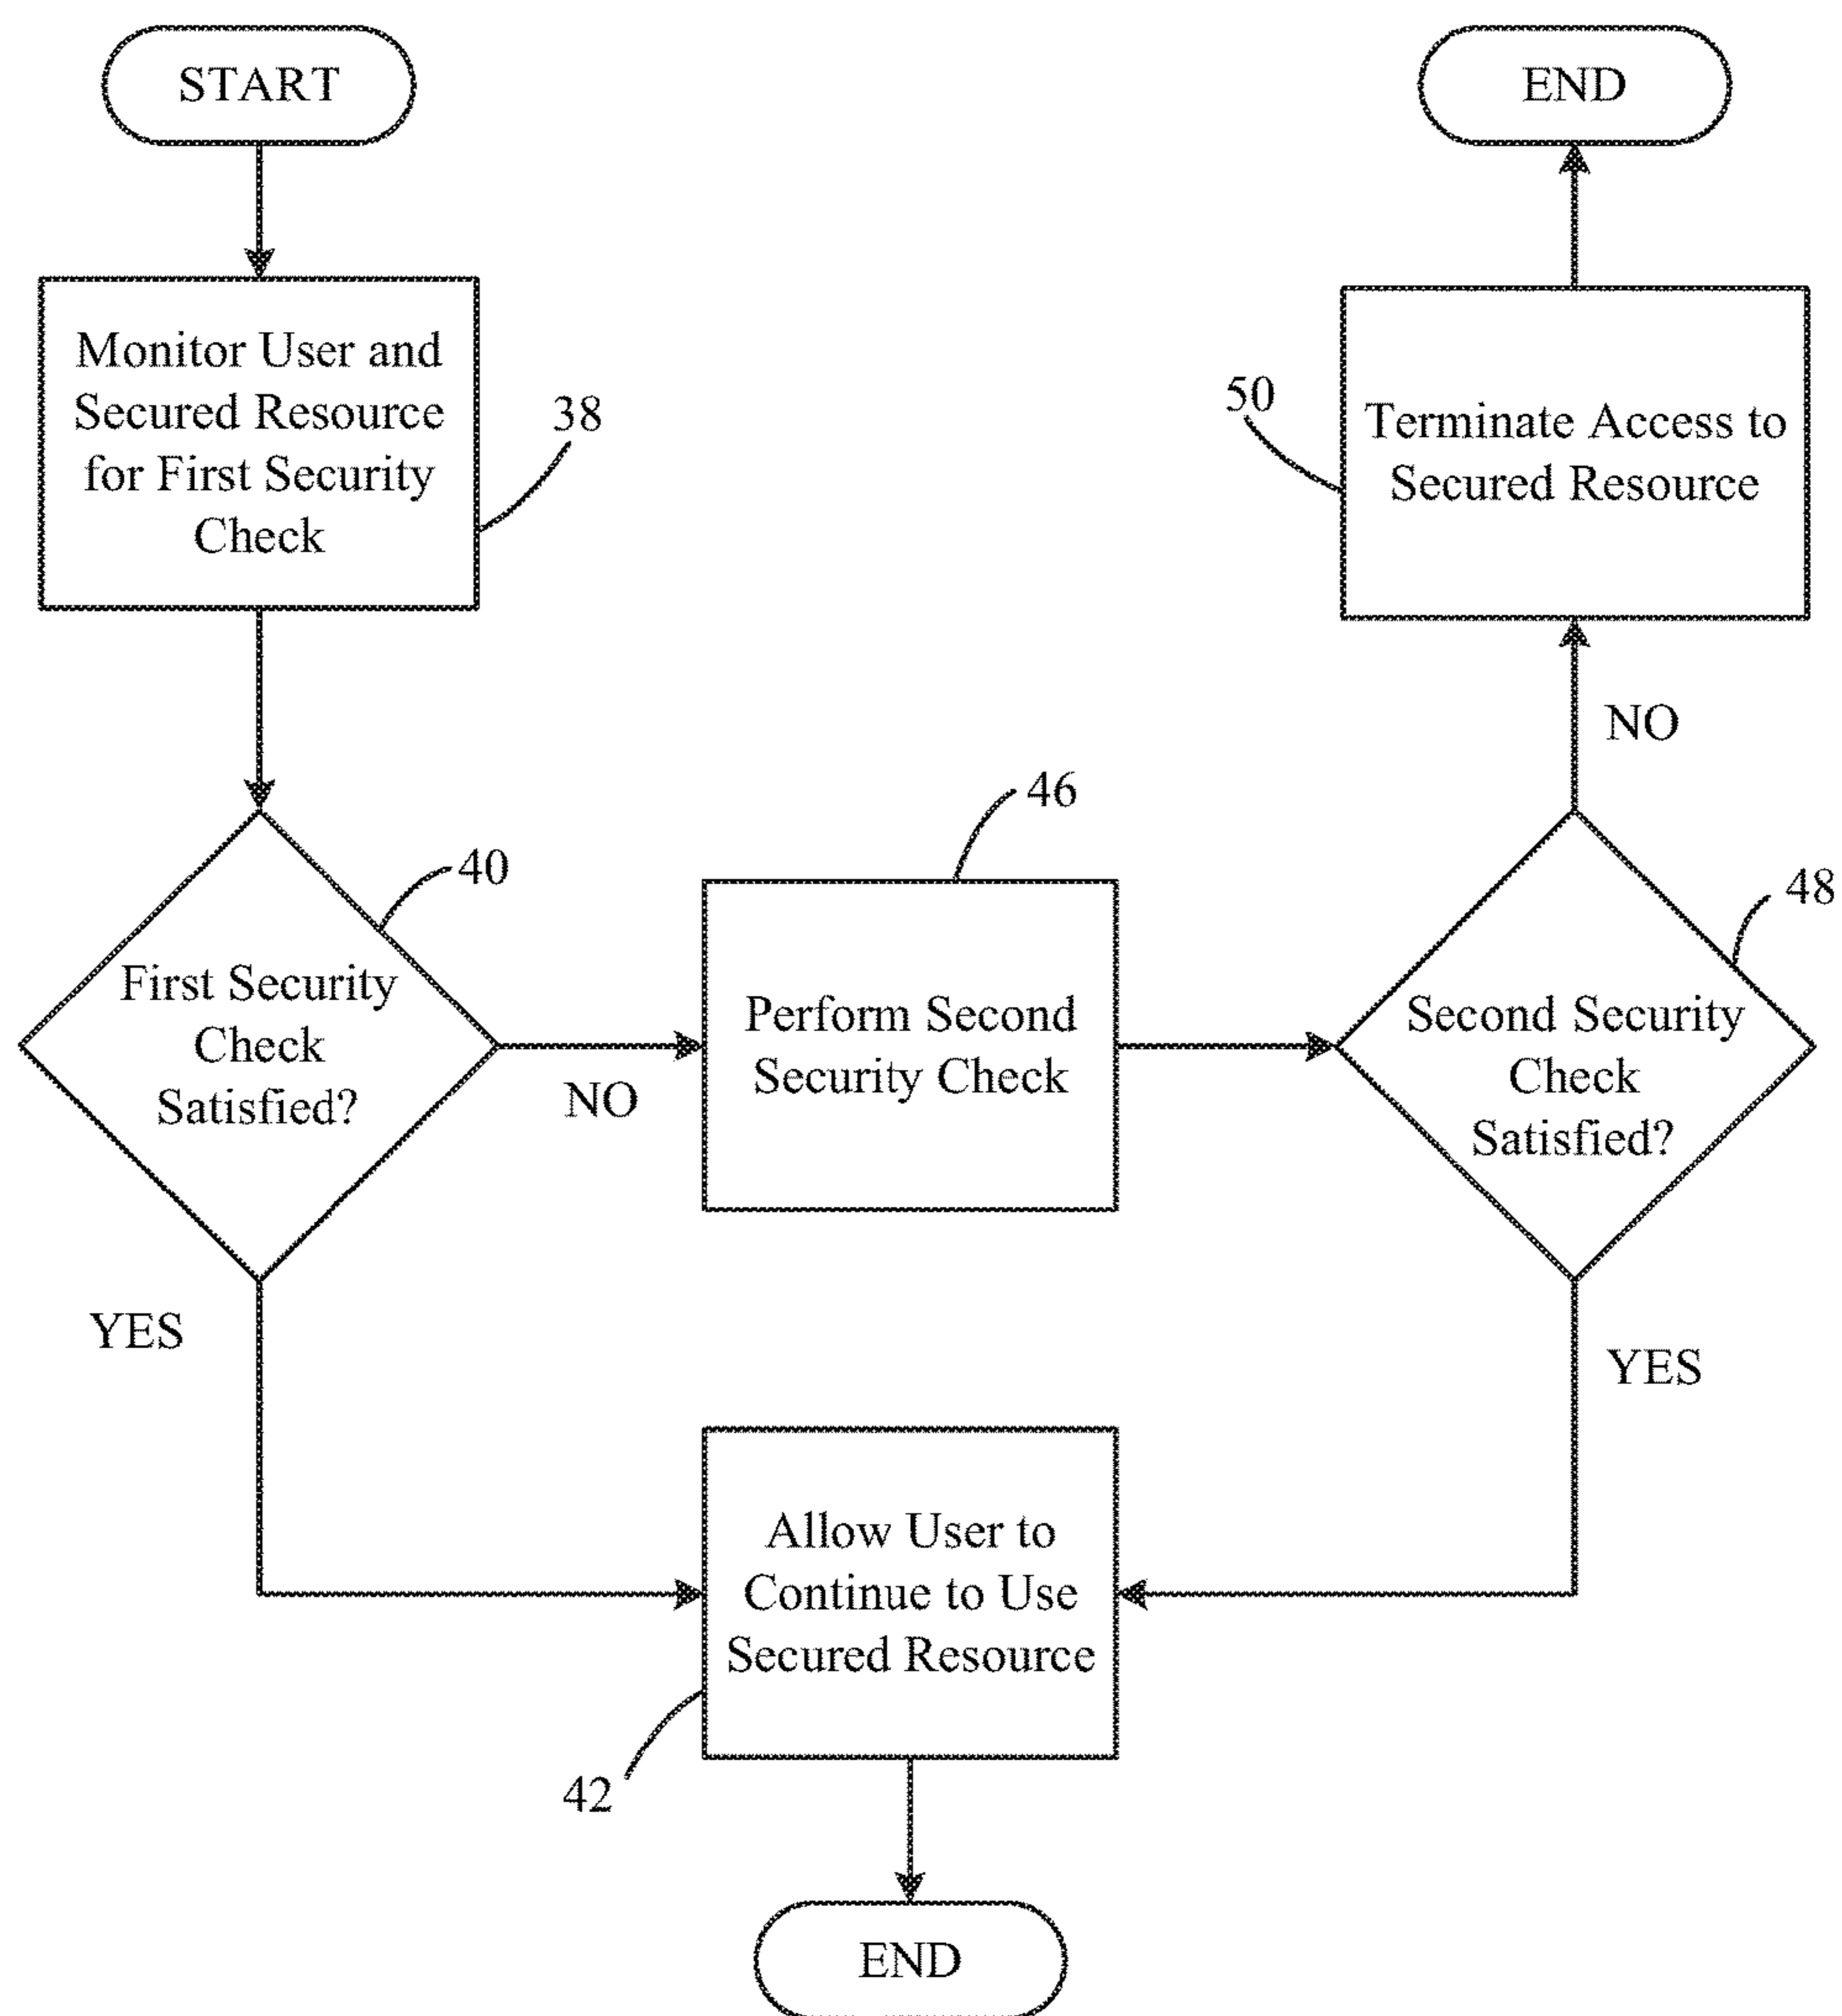 START
END
Monitor User and
Secured Resource
for First Security
Check
38
50
Terminate Access to
Secured Resource
NO
46
40
48
First Security
Check
Satisfied?
NO
Perform Second
Security Check
Second Security
Check
Satisfied?
YES
YES
Allow User to
Continue to Use
Secured Resource
42
END